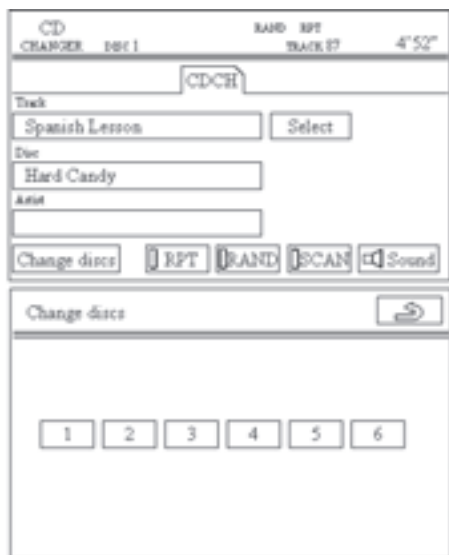 CD RAND RPT
CHANGER DISC 1 TRACK 87 4'52"
CDCH
Track
Spanish Lesson Select
Disc
Hard Candy
Artist
Change discs RPT RAND SCAN Sound
Change discs
1 2 3 4 5 6